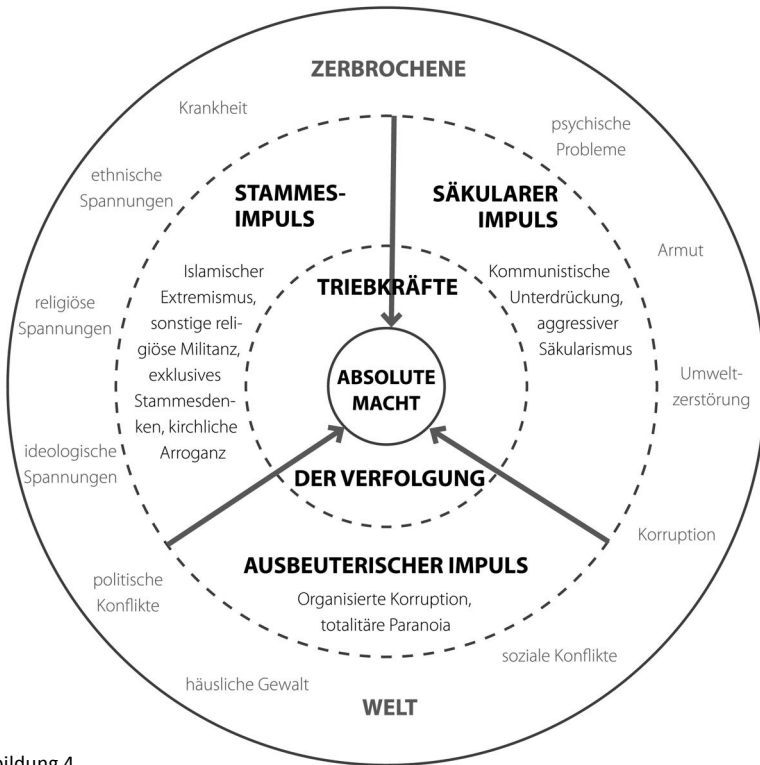 ZERBROCHENE
Krankheit
psychische
Probleme
ethnische
Spannungen
STAMMES-
IMPULS
SÄKULARER
IMPULS
Armut
Islamischer
Extremismus,
sonstige reli-
giöse Militanz,
exklusives
Stammesden-
ken, kirchliche
Arroganz
TRIEBKRÄFTE
Kommunistische
Unterdrückung,
aggressiver
Säkularismus
religiöse
Spannungen
ABSOLUTE
MACHT
Umwelt-
zerstörung
ideologische
Spannungen
DER VERFOLGUNG
Korruption
AUSBEUTERISCHER IMPULS
Organisierte Korruption,
totalitäre Paranoia
politische
Konflikte
soziale Konflikte
häusliche Gewalt
WELT
bildung 4